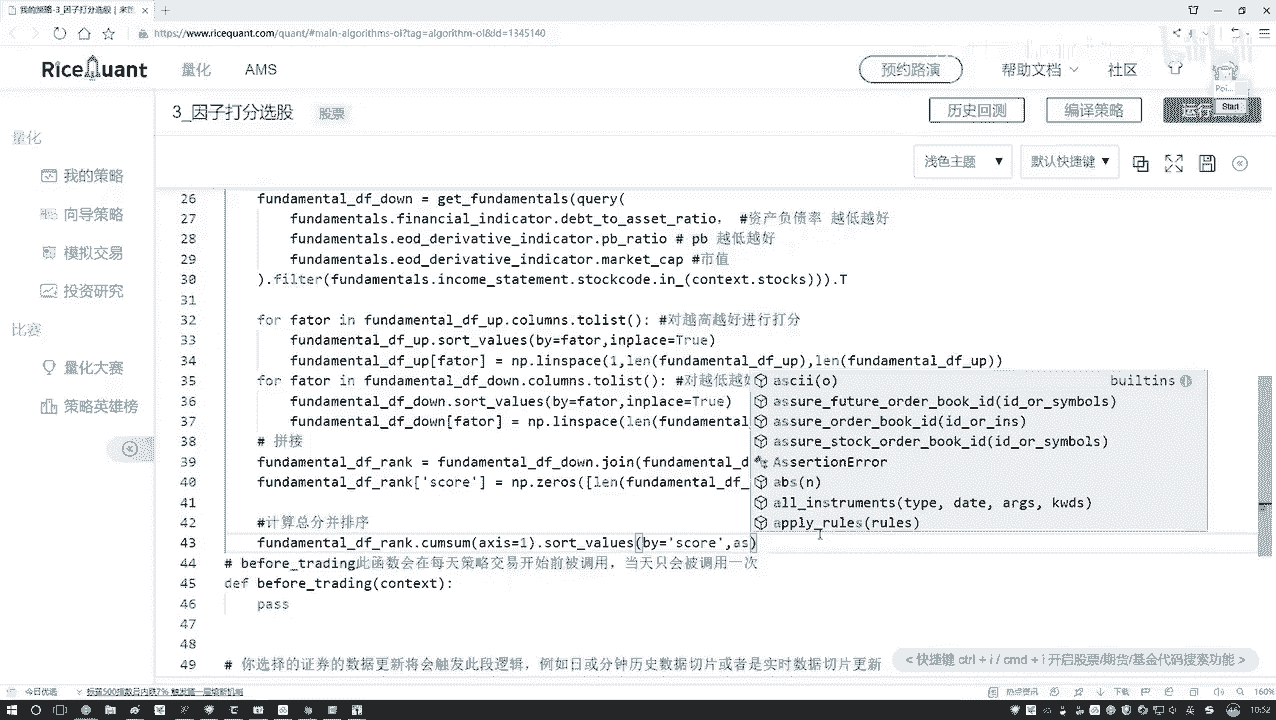 我的策略-3_因子打分选股
https://www.ricequant.com/quant/#main-algorithms-ol?tag=algorithm-ol&id=1345140
RiceQuant 量化 AMS 预约路演 帮助文档 社区
Poi...
Start
3_因子打分选股 股票 历史回测 编译策略
浅色主题 默认快捷键
量化
我的策略
向导策略
模拟交易
投资研究
比赛
量化大赛
策略英雄榜
26 fundamental_df_down = get_fundamentals(query(
27 fundamentals.financial_indicator.debt_to_asset_ratio, #资产负债率 越低越好
28 fundamentals.eod_derivative_indicator.pb_ratio # pb 越低越好
29 fundamentals.eod_derivative_indicator.market_cap #市值
30 ).filter(fundamentals.income_statement.stockcode.in_(context.stocks))).T
31
32 for fator in fundamental_df_up.columns.tolist(): #对越高越好进行打分
33 fundamental_df_up.sort_values(by=fator,inplace=True)
34 fundamental_df_up[fator] = np.linspace(1,len(fundamental_df_up),len(fundamental_df_up))
35 for fator in fundamental_df_down.columns.tolist(): #对越低越
36 fundamental_df_down.sort_values(by=fator,inplace=True)
37 fundamental_df_down[fator] = np.linspace(len(fundamental
38 # 拼接
39 fundamental_df_rank = fundamental_df_down.join(fundamental_d
40 fundamental_df_rank['score'] = np.zeros([len(fundamental_df_
41
42 #计算总分并排序
43 fundamental_df_rank.cumsum(axis=1).sort_values(by='score',as)
44 # before_trading此函数会在每天策略交易开始前被调用，当天只会被调用一次
45 def before_trading(context):
46 pass
47
48
49 # 你选择的证券的数据更新将会触发此段逻辑，例如日或分钟历史数据切片或者是实时数据切片更新
ascii(o) builtins
assure_future_order_book_id(id_or_symbols)
assure_order_book_id(id_or_ins)
assure_stock_order_book_id(id_or_symbols)
AssertionError
abs(n)
all_instruments(type, date, args, kwds)
apply_rules(rules)
<快捷键 ctrl + i / cmd + i 开启股票/期货/基金代码搜索功能 >
今日优选
热点资讯 下载 160%
英 10:52